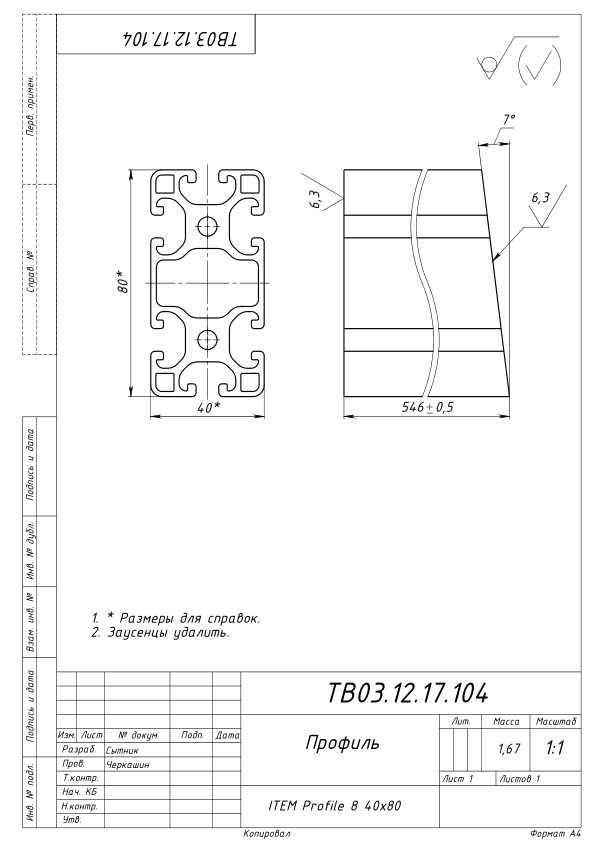 ТВ03.12.17.104
Перв. примен.
Справ. №
7°
6,3
6,3
80*
40*
546±0,5
Подпись и дата
Инв. № дубл.
Взам. инв. №
Подпись и дата
Инв. № подл.
1. * Размеры для справок.
2. Заусенцы удалить.
ТВ03.12.17.104
Изм. Лист № докум. Подп. Дата
Разраб. Сытник
Пров. Черкашин
Т.контр.
Нач. КБ
Н.контр.
Утв.
Профиль
Лит. Масса Масштаб
1,67 1:1
Лист 1 Листов 1
ITEM Profile 8 40x80
Копировал Формат А4